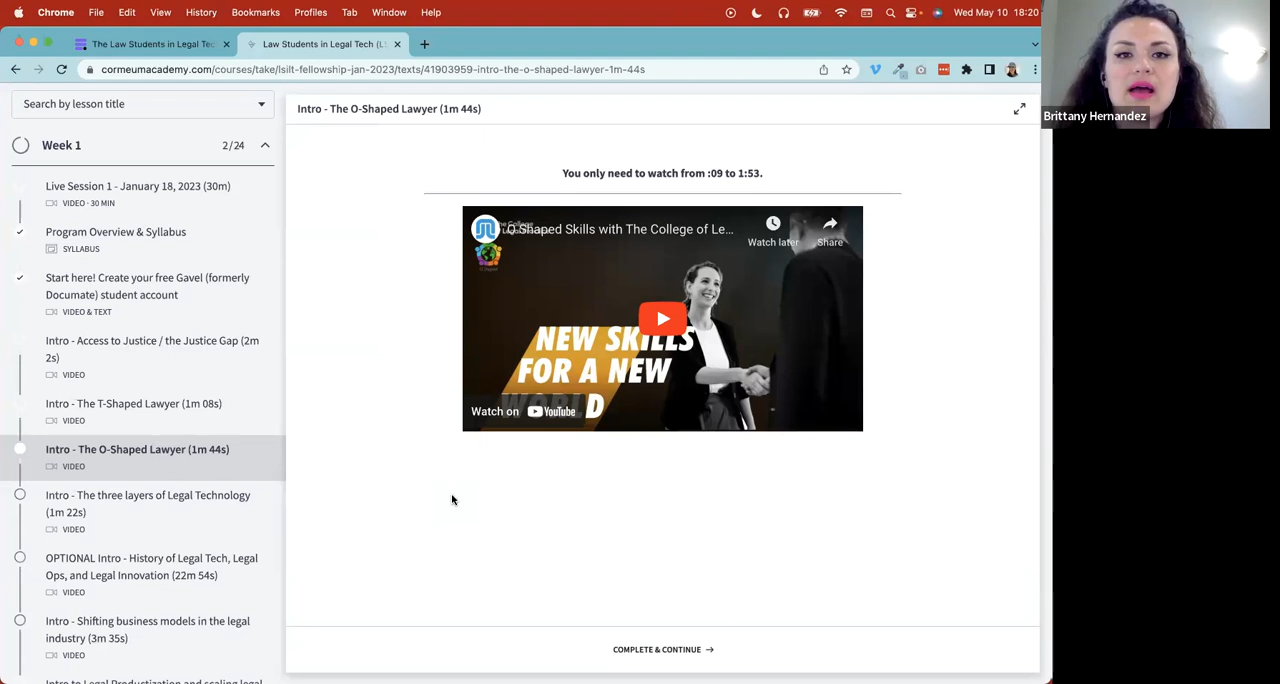 Chrome File Edit View History Bookmarks Profiles Tab Window Help Wed May 10 18:20
The Law Students in Legal Tec
Law Students in Legal Tech (L
cormeumacademy.com/courses/take/lsilt-fellowship-jan-2023/texts/41903959-intro-the-o-shaped-lawyer-1m-44s
Brittany Hernandez
Search by lesson title
Week 1 2/24
Live Session 1 - January 18, 2023 (30m)
VIDEO · 30 MIN
Program Overview & Syllabus
SYLLABUS
Start here! Create your free Gavel (formerly
Documate) student account
VIDEO & TEXT
Intro - Access to Justice / the Justice Gap (2m
2s)
VIDEO
Intro - The T-Shaped Lawyer (1m 08s)
VIDEO
Intro - The O-Shaped Lawyer (1m 44s)
VIDEO
Intro - The three layers of Legal Technology
(1m 22s)
VIDEO
OPTIONAL Intro - History of Legal Tech, Legal
Ops, and Legal Innovation (22m 54s)
VIDEO
Intro - Shifting business models in the legal
industry (3m 35s)
VIDEO
Intro to Legal Productization and scaling legal
Intro - The O-Shaped Lawyer (1m 44s)
You only need to watch from :09 to 1:53.
O Shaped Skills with The College of Le...
Watch later
Share
NEW SKILLS
FOR A NEW
WORLD
Watch on YouTube
COMPLETE & CONTINUE →